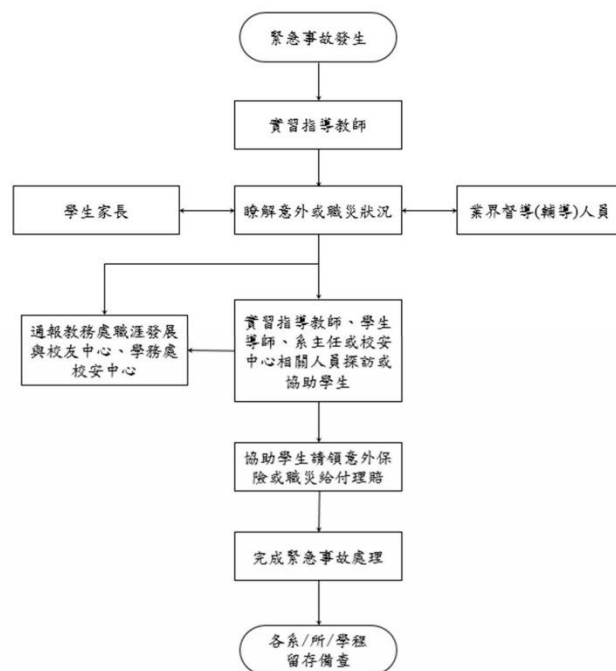 緊急事故發生
實習指導教師
學生家長
瞭解意外或職災狀況
業界督導(輔導)人員
通報教務處職涯發展
與校友中心、學務處
校安中心
實習指導教師、學生
導師、系主任或校安
中心相關人員探訪或
協助學生
協助學生請領意外保
險或職災給付理賠
完成緊急事故處理
各系/所/學程
留存備查